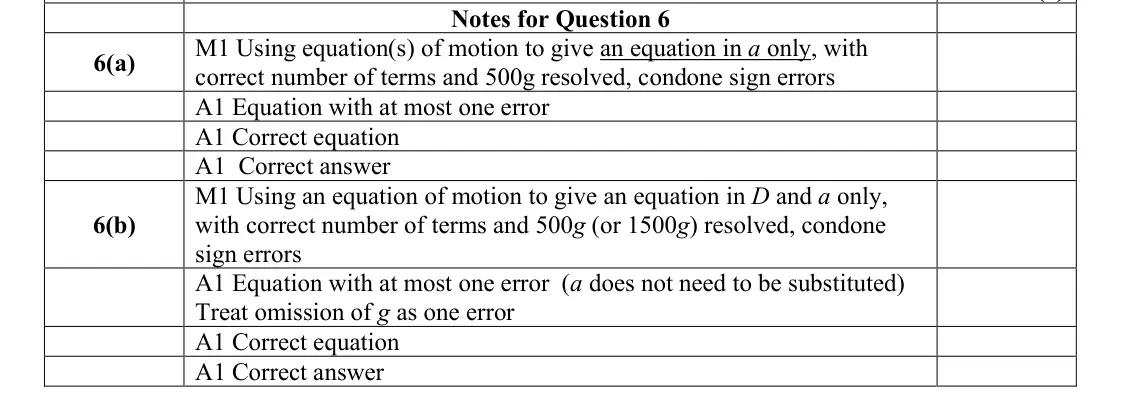 Notes for Question 6
6(a)
M1 Using equation(s) of motion to give an equation in a only, with
correct number of terms and 500g resolved, condone sign errors
A1 Equation with at most one error
A1 Correct equation
A1 Correct answer
6(b)
M1 Using an equation of motion to give an equation in D and a only,
with correct number of terms and 500g (or 1500g) resolved, condone
sign errors
A1 Equation with at most one error (a does not need to be substituted)
Treat omission of g as one error
A1 Correct equation
A1 Correct answer